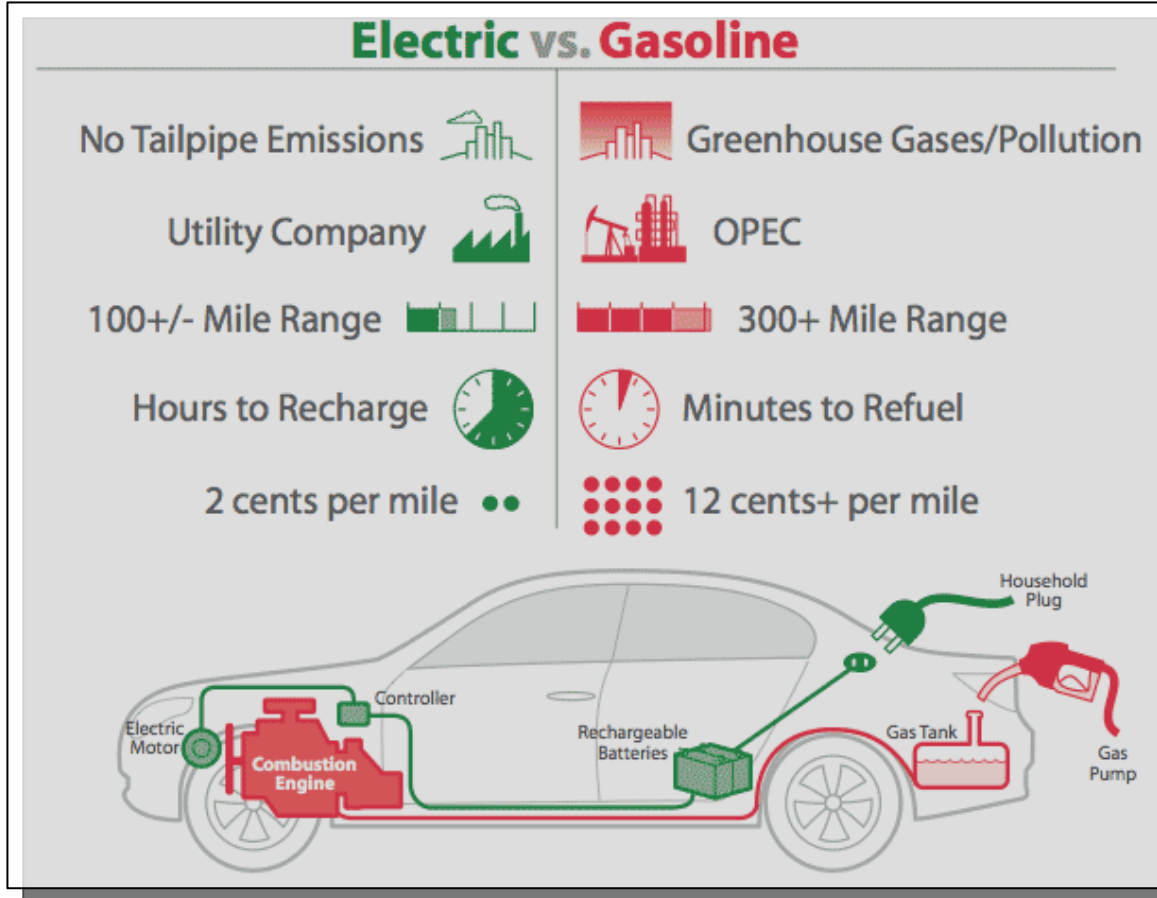 Electric vs. Gasoline
No Tailpipe Emissions
Greenhouse Gases/Pollution
Utility Company
OPEC
100+/- Mile Range
300+ Mile Range
Hours to Recharge
Minutes to Refuel
2 cents per mile
12 cents+ per mile
Household
Plug
Controller
Electric
Motor
Combustion
Engine
Rechargeable
Batteries
Gas Tank
Gas
Pump